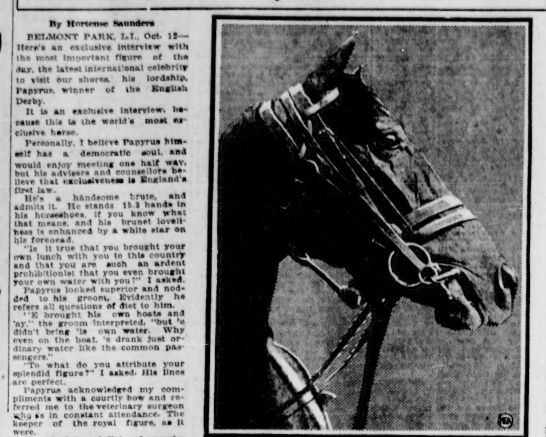 By Hortense Saunders
BELMONT PARK, L.I., Oct. 12—
Here's an exclusive interview with
the most important figure of the
day, the latest international celebrity
to visit our shores, his lordship,
Papyrus, winner of the English
Derby.
It is an exclusive interview, be-
cause this is the world's most ex-
clusive horse.
Personally, I believe Papyrus him-
self has a democratic soul, and
would enjoy meeting one half way,
but his advisers and counsellors be-
lieve that exclusiveness is England's
first law.
He's a handsome brute, and
admits it. He stands 15.2 hands in
his horseshoes, if you know what
that means, and his brunet loveli-
ness is enhanced by a white star on
his forehead.
"Is it true that you brought your
own lunch with you to this country
and that you are such an ardent
prohibitionist that you even brought
your own water with you?" I asked.
Papyrus looked superior and nod-
ded to his groom. Evidently he
refers all questions of diet to him.
"'E brought his own hoats and
'ay," the groom interpreted, "but 'e
didn't bring 'is own water. Why
even on the boat, 'e drank just or-
dinary water like the common pas-
sengers."
"To what do you attribute your
splendid figure?" I asked. His lines
are perfect.
Papyrus acknowledged my com-
pliments with a courtly bow and re-
ferred me to the veterinary surgeon
who is in constant attendance. The
keeper of the royal figure, as it
were.
NEA